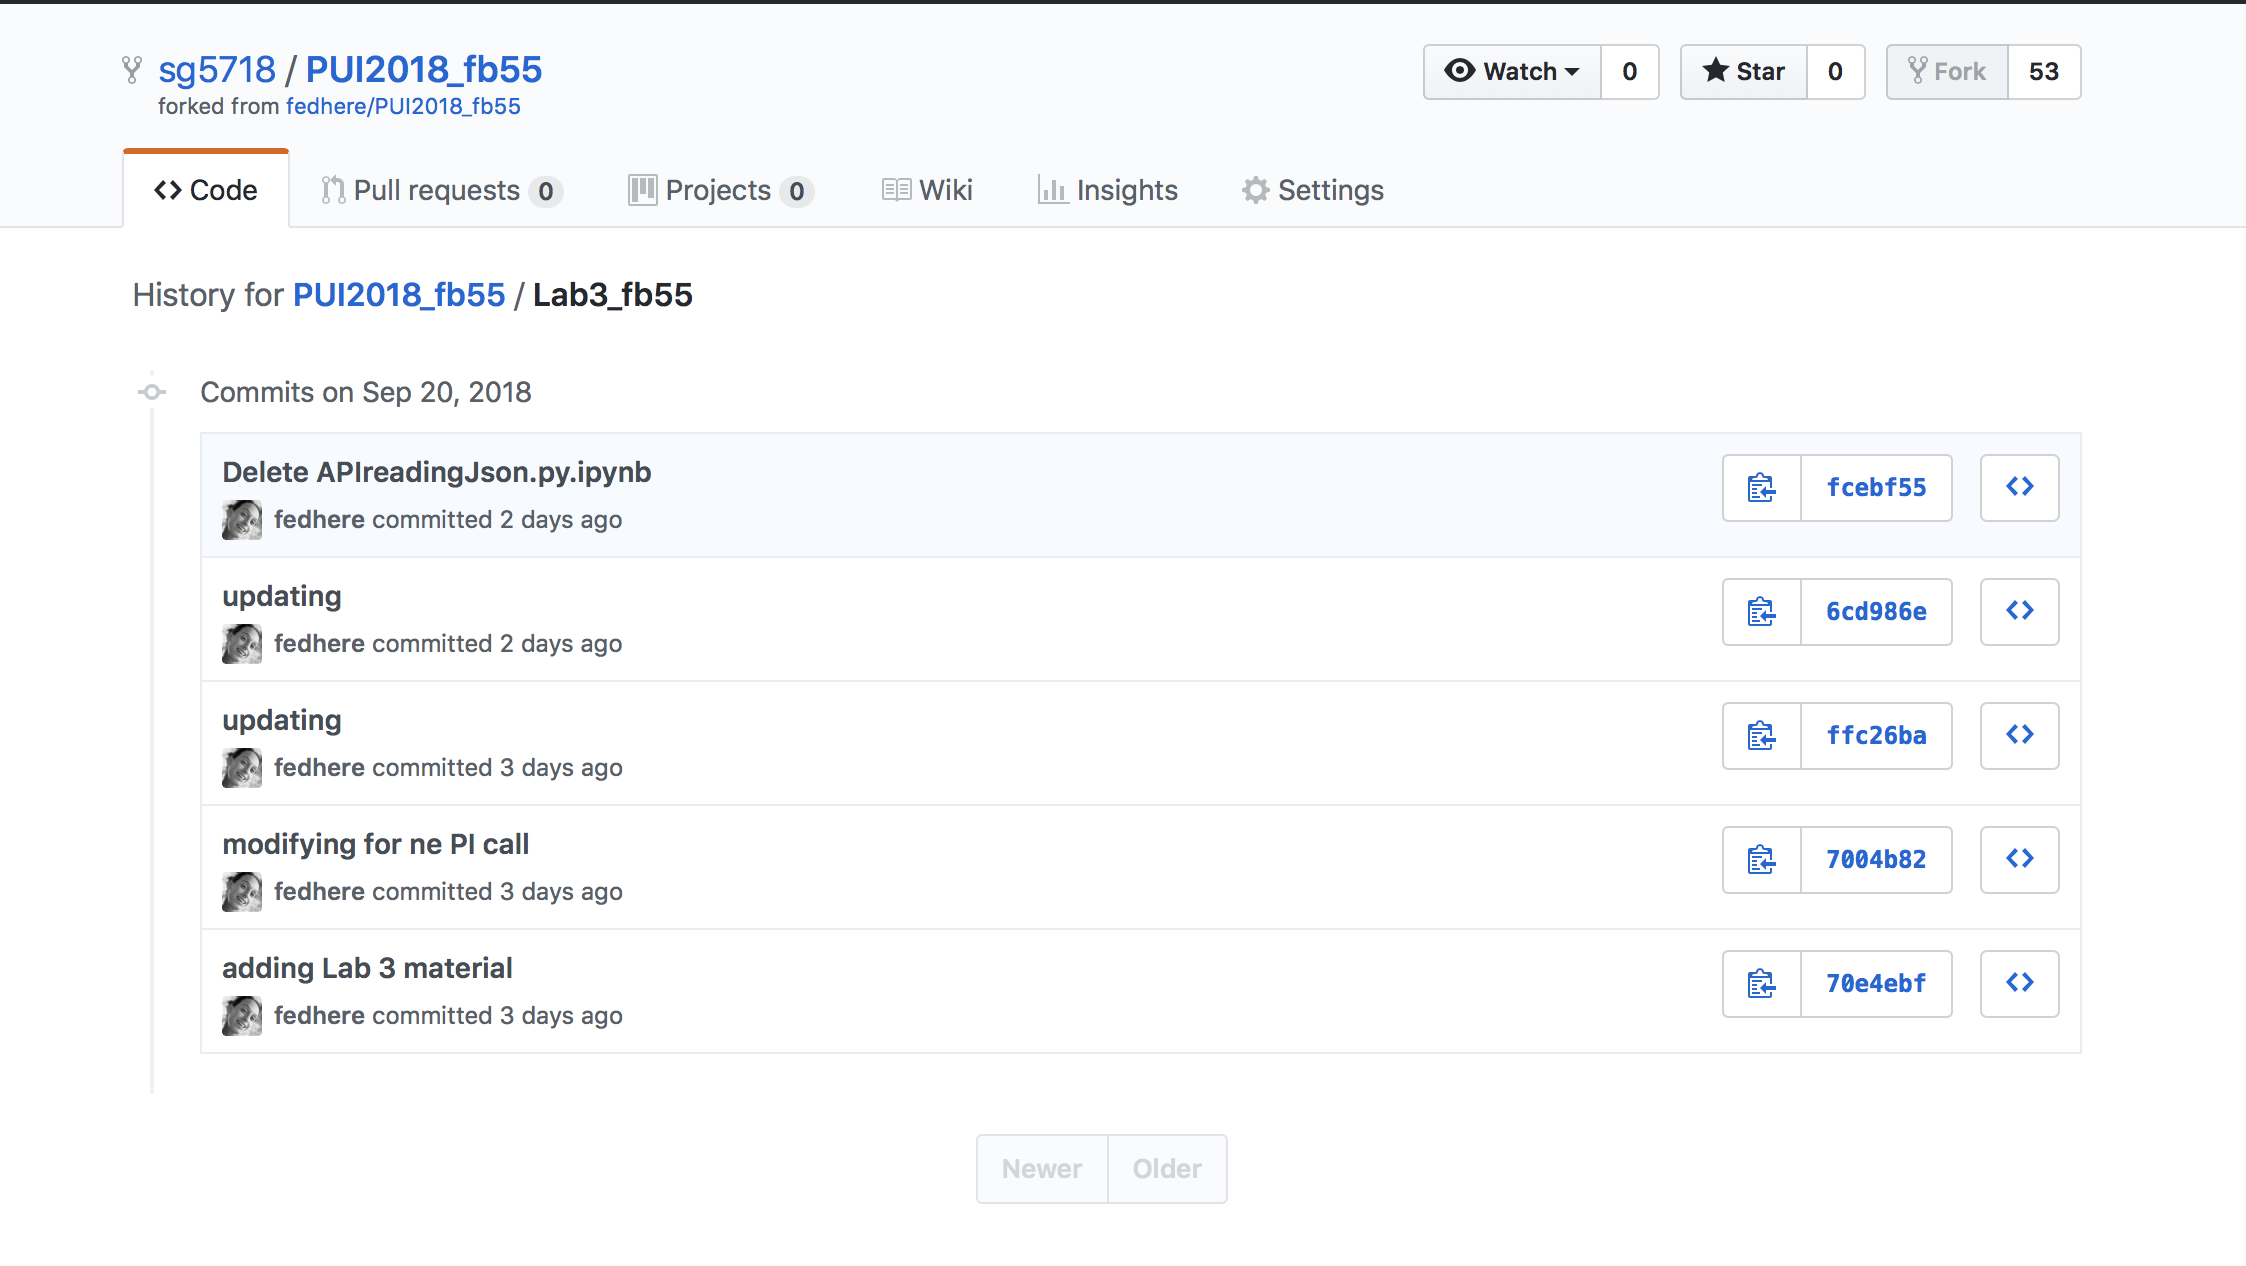 sg5718 / PUI2018_fb55
Watch 0 Star 0 Fork 53
forked from fedhere/PUI2018_fb55
Code Pull requests 0 Projects 0 Wiki Insights Settings
History for PUI2018_fb55 / Lab3_fb55
Commits on Sep 20, 2018
Delete APIreadingJson.py.ipynb
fedhere committed 2 days ago
fcebf55
updating
fedhere committed 2 days ago
6cd986e
updating
fedhere committed 3 days ago
ffc26ba
modifying for ne PI call
fedhere committed 3 days ago
7004b82
adding Lab 3 material
fedhere committed 3 days ago
70e4ebf
Newer Older